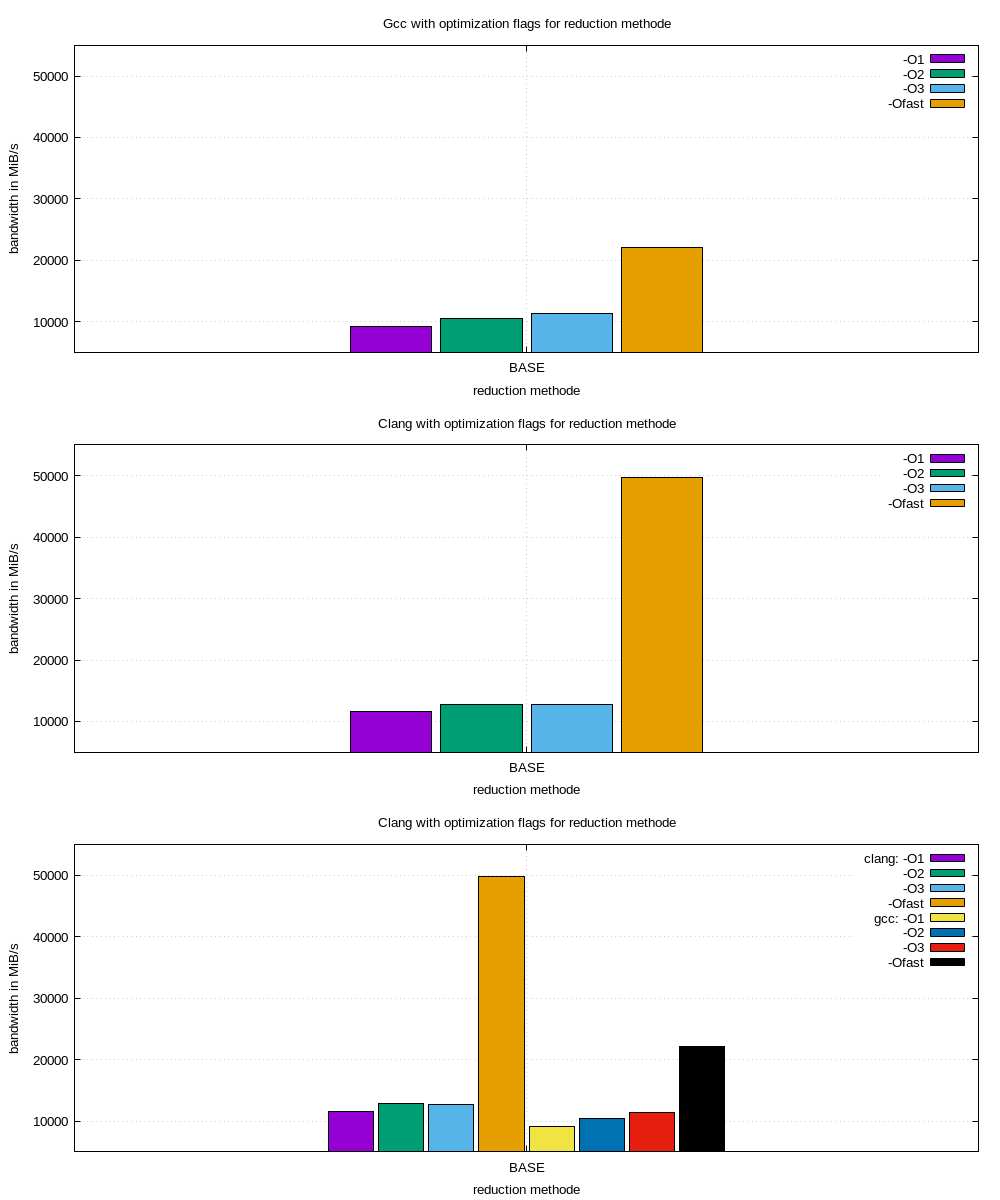 Gcc with optimization flags for reduction methode
-O1
-O2
-O3
-Ofast
50000
40000
30000
20000
10000
bandwidth in MiB/s
BASE
reduction methode
Clang with optimization flags for reduction methode
-O1
-O2
-O3
-Ofast
50000
40000
30000
20000
10000
bandwidth in MiB/s
BASE
reduction methode
Clang with optimization flags for reduction methode
clang: -O1
-O2
-O3
-Ofast
gcc: -O1
-O2
-O3
-Ofast
50000
40000
30000
20000
10000
bandwidth in MiB/s
BASE
reduction methode